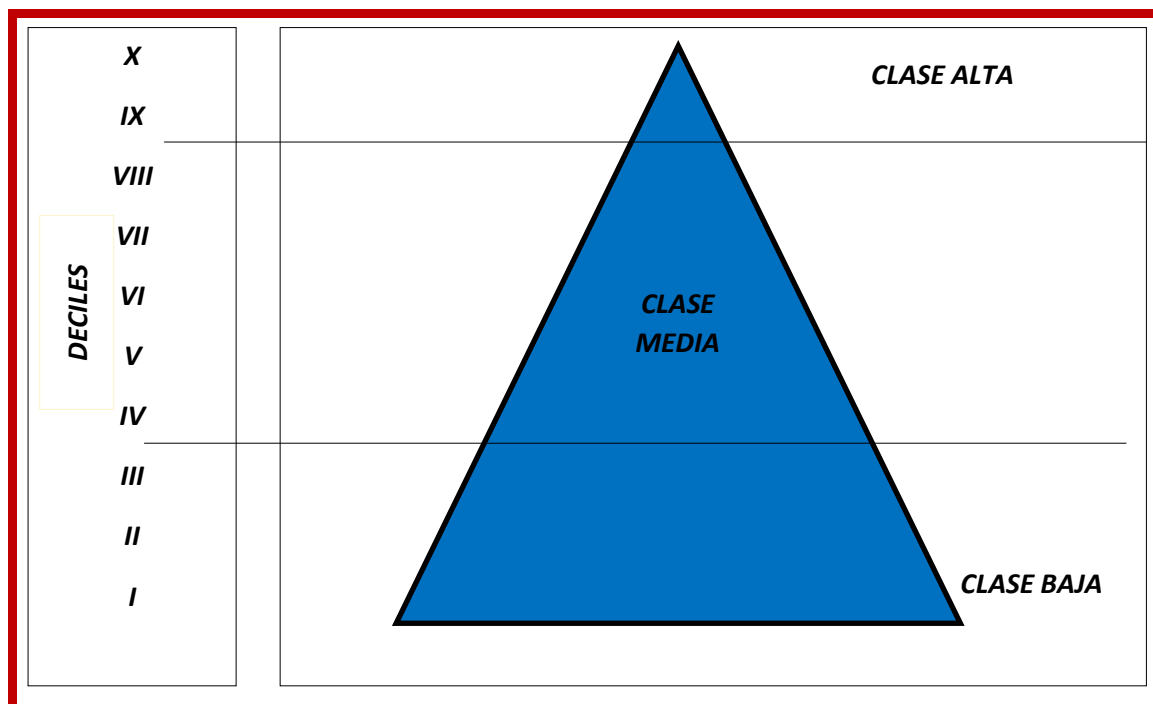 X
CLASE ALTA
IX
VIII
VII
DECILES
VI
CLASE
MEDIA
V
IV
III
II
CLASE BAJA
I